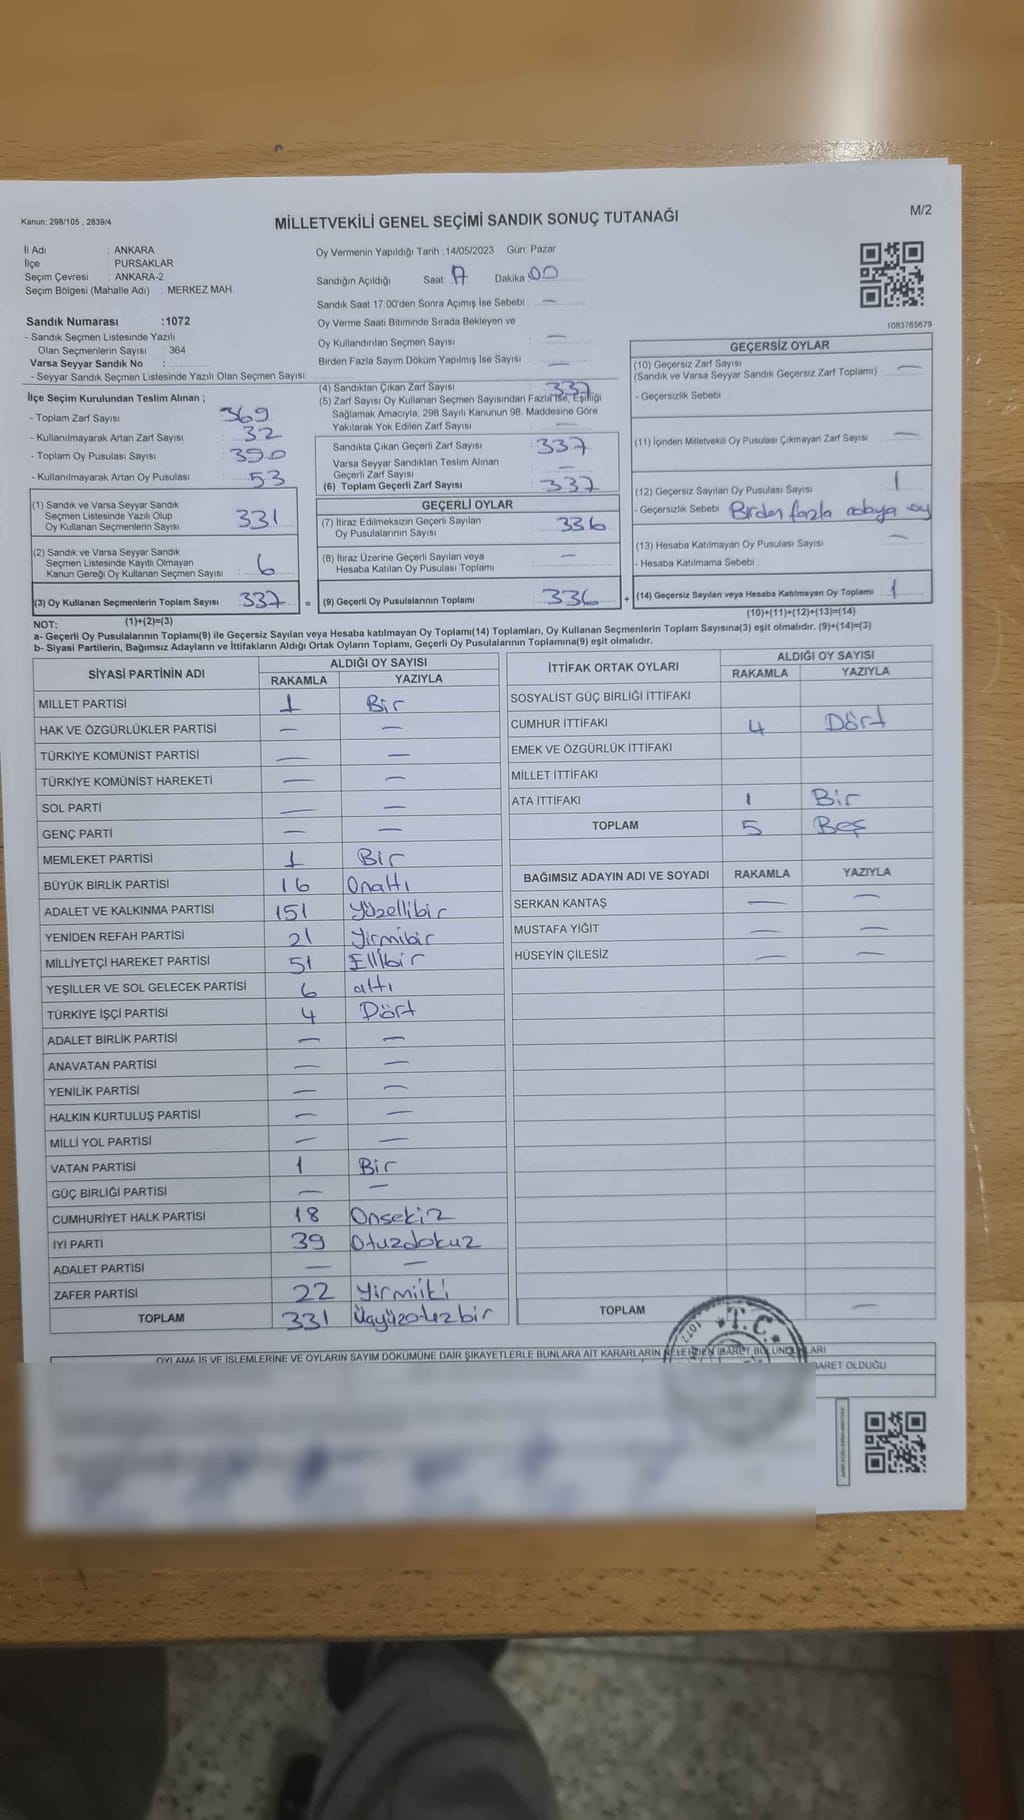 Kanun; 298/105 , 2839/4
MİLLETVEKİLİ GENEL SEÇİMİ SANDIK SONUÇ TUTANAĞI
M/2
İl Adı : ANKARA
İlçe : PURSAKLAR
Seçim Çevresi : ANKARA-2
Seçim Bölgesi (Mahalle Adı) : MERKEZ MAH.
Oy Vermenin Yapıldığı Tarih : 14/05/2023 Gün: Pazar
Sandığın Açıldığı Saat: 17 Dakika 00
Sandık Saat 17:00'den Sonra Açımış İse Sebebi : —
Oy Verme Saati Bitiminde Sırada Bekleyen ve
Oy Kullandırılan Seçmen Sayısı —
Birden Fazla Sayım Döküm Yapılmış İse Sayısı —
1083765679
Sandık Numarası :1072
- Sandık Seçmen Listesinde Yazılı
Olan Seçmenlerin Sayısı : 364
Varsa Seyyar Sandık No :
- Seyyar Sandık Seçmen Listesinde Yazılı Olan Seçmen Sayısı:
İlçe Seçim Kurulundan Teslim Alınan ;
- Toplam Zarf Sayısı : 369
- Kullanılmayarak Artan Zarf Sayısı : 32
- Toplam Oy Pusulası Sayısı : 390
- Kullanılmayarak Artan Oy Pusulası : 53
(1) Sandık ve Varsa Seyyar Sandık
Seçmen Listesinde Yazılı Olup
Oy Kullanan Seçmenlerin Sayısı : 331
(2) Sandık ve Varsa Seyyar Sandık
Seçmen Listesinde Kayıtlı Olmayan
Kanun Gereği Oy Kullanan Seçmen Sayısı : 6
(3) Oy Kullanan Seçmenlerin Toplam Sayısı : 337
(1)+(2)=(3)
(4) Sandıktan Çıkan Zarf Sayısı : 337
(5) Zarf Sayısı Oy Kullanan Seçmen Sayısından Fazla İse, Eşitliği
Sağlamak Amacıyla, 298 Sayılı Kanunun 98. Maddesine Göre
Yakılarak Yok Edilen Zarf Sayısı : —
Sandıkta Çıkan Geçerli Zarf Sayısı : 337
Varsa Seyyar Sandıktan Teslim Alınan
Geçerli Zarf Sayısı : —
(6) Toplam Geçerli Zarf Sayısı : 337
GEÇERLİ OYLAR
(7) İtiraz Edilmeksizin Geçerli Sayılan
Oy Pusulalarının Sayısı : 336
(8) İtiraz Üzerine Geçerli Sayılan veya
Hesaba Katılan Oy Pusulası Toplamı : —
= (9) Geçerli Oy Pusulalarının Toplamı : 336
GEÇERSİZ OYLAR
(10) Geçersiz Zarf Sayısı
(Sandık ve Varsa Seyyar Sandık Geçersiz Zarf Toplamı) : —
- Geçersizlik Sebebi :
(11) İçinden Milletvekili Oy Pusulası Çıkmayan Zarf Sayısı : —
(12) Geçersiz Sayılan Oy Pusulası Sayısı : 1
- Geçersizlik Sebebi : Birden fazla adaya oy
(13) Hesaba Katılmayan Oy Pusulası Sayısı : —
- Hesaba Katılmama Sebebi :
+ (14) Geçersiz Sayılan veya Hesaba Katılmayan Oy Toplamı : 1
(10)+(11)+(12)+(13)=(14)
NOT:
a- Geçerli Oy Pusulalarının Toplamı(9) ile Geçersiz Sayılan veya Hesaba katılmayan Oy Toplamı(14) Toplamları, Oy Kullanan Seçmenlerin Toplam Sayısına(3) eşit olmalıdır. (9)+(14)=(3)
b- Siyasi Partilerin, Bağımsız Adayların ve İttifakların Aldığı Ortak Oyların Toplamı, Geçerli Oy Pusulalarının Toplamına(9) eşit olmalıdır.
SİYASİ PARTİNİN ADI ALDIĞI OY SAYISI
RAKAMLA YAZIYLA
MİLLET PARTİSİ 1 Bir
HAK VE ÖZGÜRLÜKLER PARTİSİ — —
TÜRKİYE KOMÜNİST PARTİSİ — —
TÜRKİYE KOMÜNİST HAREKETİ — —
SOL PARTİ — —
GENÇ PARTİ — —
MEMLEKET PARTİSİ 1 Bir
BÜYÜK BİRLİK PARTİSİ 16 Onaltı
ADALET VE KALKINMA PARTİSİ 151 Yüzellibir
YENİDEN REFAH PARTİSİ 21 Yirmibir
MİLLİYETÇİ HAREKET PARTİSİ 51 Ellibir
YEŞİLLER VE SOL GELECEK PARTİSİ 6 altı
TÜRKİYE İŞÇİ PARTİSİ 4 Dört
ADALET BİRLİK PARTİSİ — —
ANAVATAN PARTİSİ — —
YENİLİK PARTİSİ — —
HALKIN KURTULUŞ PARTİSİ — —
MİLLİ YOL PARTİSİ — —
VATAN PARTİSİ 1 Bir
GÜÇ BİRLİĞİ PARTİSİ — —
CUMHURİYET HALK PARTİSİ 18 Onsekiz
İYİ PARTİ 39 Otuzdokuz
ADALET PARTİSİ — —
ZAFER PARTİSİ 22 Yirmiiki
TOPLAM 331 Üçyüzotuzbir
İTTİFAK ORTAK OYLARI ALDIĞI OY SAYISI
RAKAMLA YAZIYLA
SOSYALİST GÜÇ BİRLİĞİ İTTİFAKI
CUMHUR İTTİFAKI 4 Dört
EMEK VE ÖZGÜRLÜK İTTİFAKI
MİLLET İTTİFAKI
ATA İTTİFAKI 1 Bir
TOPLAM 5 Beş
BAĞIMSIZ ADAYIN ADI VE SOYADI RAKAMLA YAZIYLA
SERKAN KANTAŞ — —
MUSTAFA YİĞİT — —
HÜSEYİN ÇİLESİZ — —
TOPLAM —
T.C.
1072
OYLAMA İŞ VE İŞLEMLERİNE VE OYLARIN SAYIM DÖKÜMÜNE DAİR ŞİKAYETLERLE BUNLARA AİT KARARLARIN NELERDEN İBARET BULUNDUKLARI
İBARET OLDUĞU